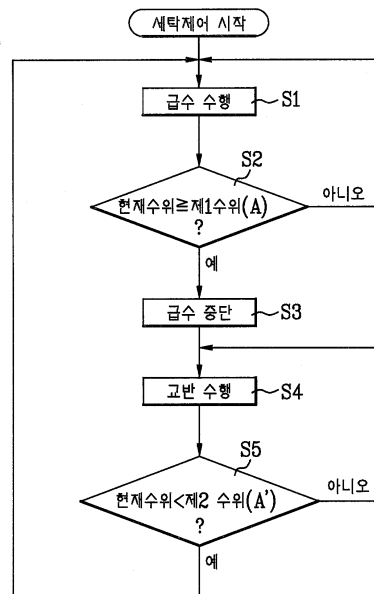 세탁제어 시작
급수 수행
S1
S2
현재수위≧제1수위(A)
?
아니오
예
급수 중단
S3
교반 수행
S4
S5
현재수위<제2 수위(A')
?
아니오
예